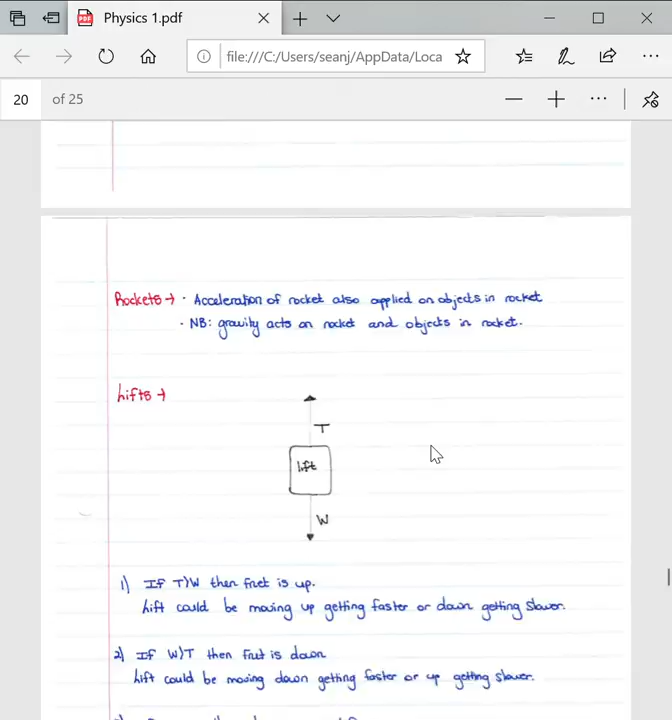 Physics 1.pdf
file:///C:/Users/seanj/AppData/Loca
20 of 25
Rockets → · Acceleration of rocket also applied on objects in rocket
· NB: gravity acts on rocket and objects in rocket.
Lifts →
T
lift
W
1) If T>W then Fnet is up.
Lift could be moving up getting faster or down getting slower.
2) If W>T then Fnet is down
Lift could be moving down getting faster or up getting slower.